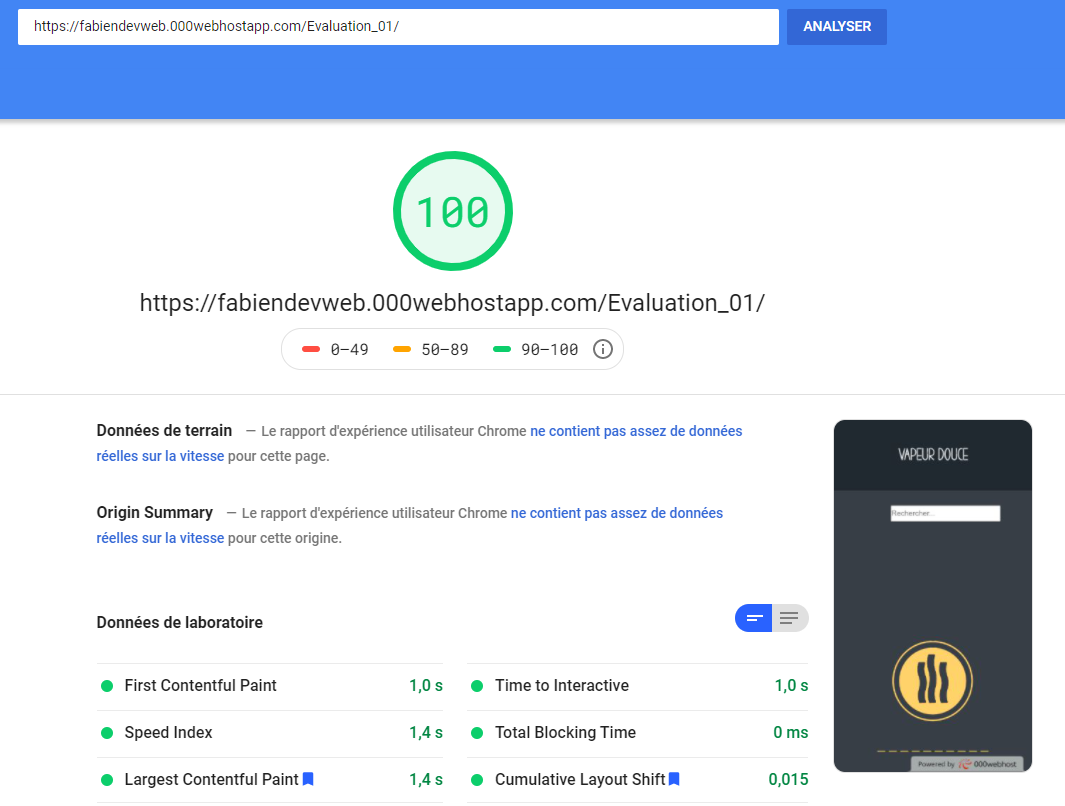 https://fabiendevweb.000webhostapp.com/Evaluation_01/
ANALYSER
100
https://fabiendevweb.000webhostapp.com/Evaluation_01/
0–49 50–89 90–100
Données de terrain — Le rapport d'expérience utilisateur Chrome ne contient pas assez de données
réelles sur la vitesse pour cette page.
Origin Summary — Le rapport d'expérience utilisateur Chrome ne contient pas assez de données
réelles sur la vitesse pour cette origine.
VAPEUR DOUCE
Rechercher...
Powered by 000webhost
Données de laboratoire
First Contentful Paint 1,0 s
Time to Interactive 1,0 s
Speed Index 1,4 s
Total Blocking Time 0 ms
Largest Contentful Paint 1,4 s
Cumulative Layout Shift 0,015